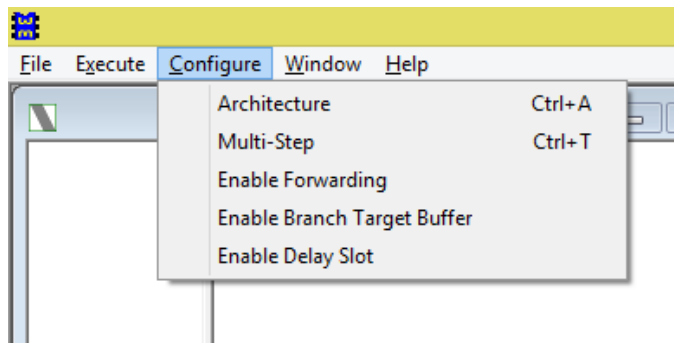 File Execute Configure Window Help
Architecture Ctrl+A
Multi-Step Ctrl+T
Enable Forwarding
Enable Branch Target Buffer
Enable Delay Slot